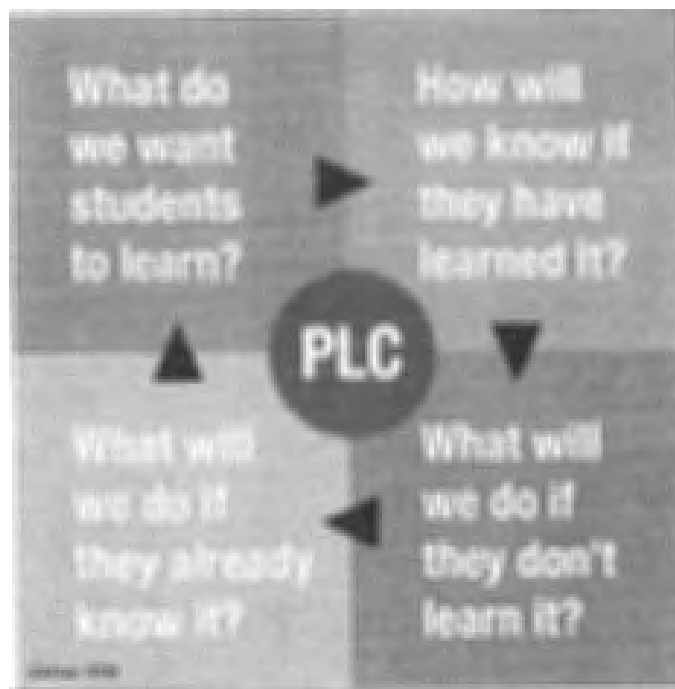 What do
we want
students
to learn?
How will
we know if
they have
learned it?
PLC
What will
we do if
they already
know it?
What will
we do if
they don't
learn it?